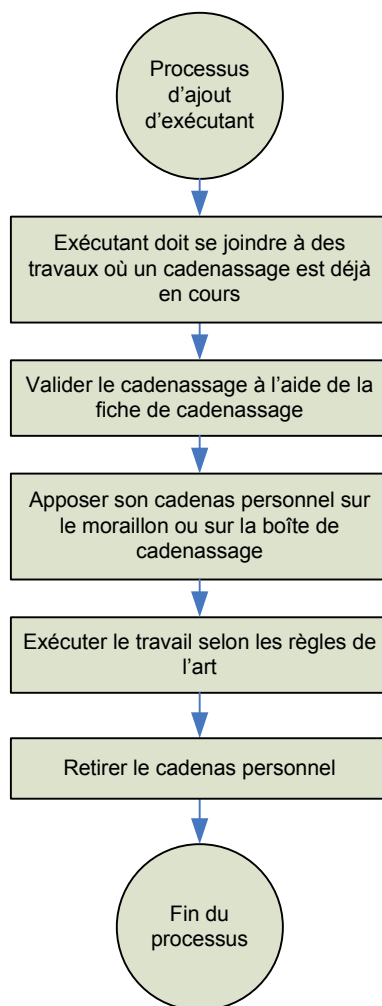 Processus
d’ajout
d’exécutant
Exécutant doit se joindre à des
travaux où un cadenassage est déjà
en cours
Valider le cadenassage à l’aide de la
fiche de cadenassage
Apposer son cadenas personnel sur
le moraillon ou sur la boîte de
cadenassage
Exécuter le travail selon les règles de
l’art
Retirer le cadenas personnel
Fin du
processus